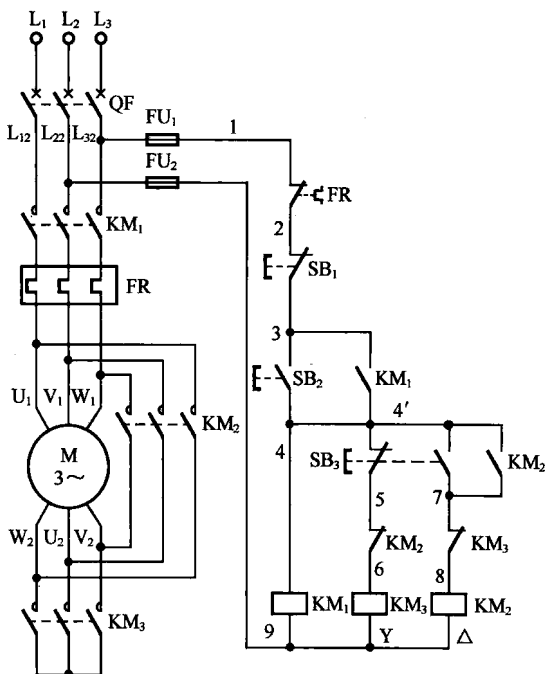 L₁ L₂ L₃
QF
L₁₂ L₂₂ L₃₂
FU₁
1
FU₂
FR
2
KM₁
SB₁
FR
3
SB₂
KM₁
U₁ V₁ W₁
4'
KM₂
4
SB₃
KM₂
M
3~
5
7
W₂ U₂ V₂
KM₂
KM₃
6
8
KM₁
KM₃
KM₂
KM₃
9
Y
△